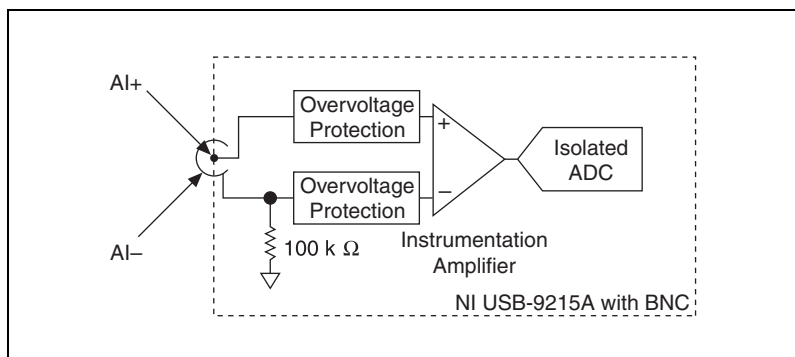 AI+
Overvoltage
Protection
+
Isolated
ADC
Overvoltage
Protection
–
AI–
100 k Ω
Instrumentation
Amplifier
NI USB-9215A with BNC